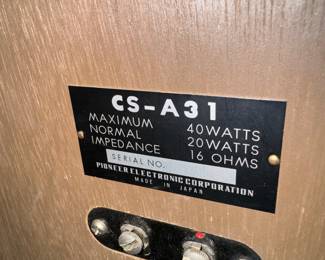 CS-A31
MAXIMUM 40WATTS
NORMAL 20WATTS
IMPEDANCE 16 OHMS
SERIAL NO.
PIONEER ELECTRONIC CORPORATION
MADE IN JAPAN